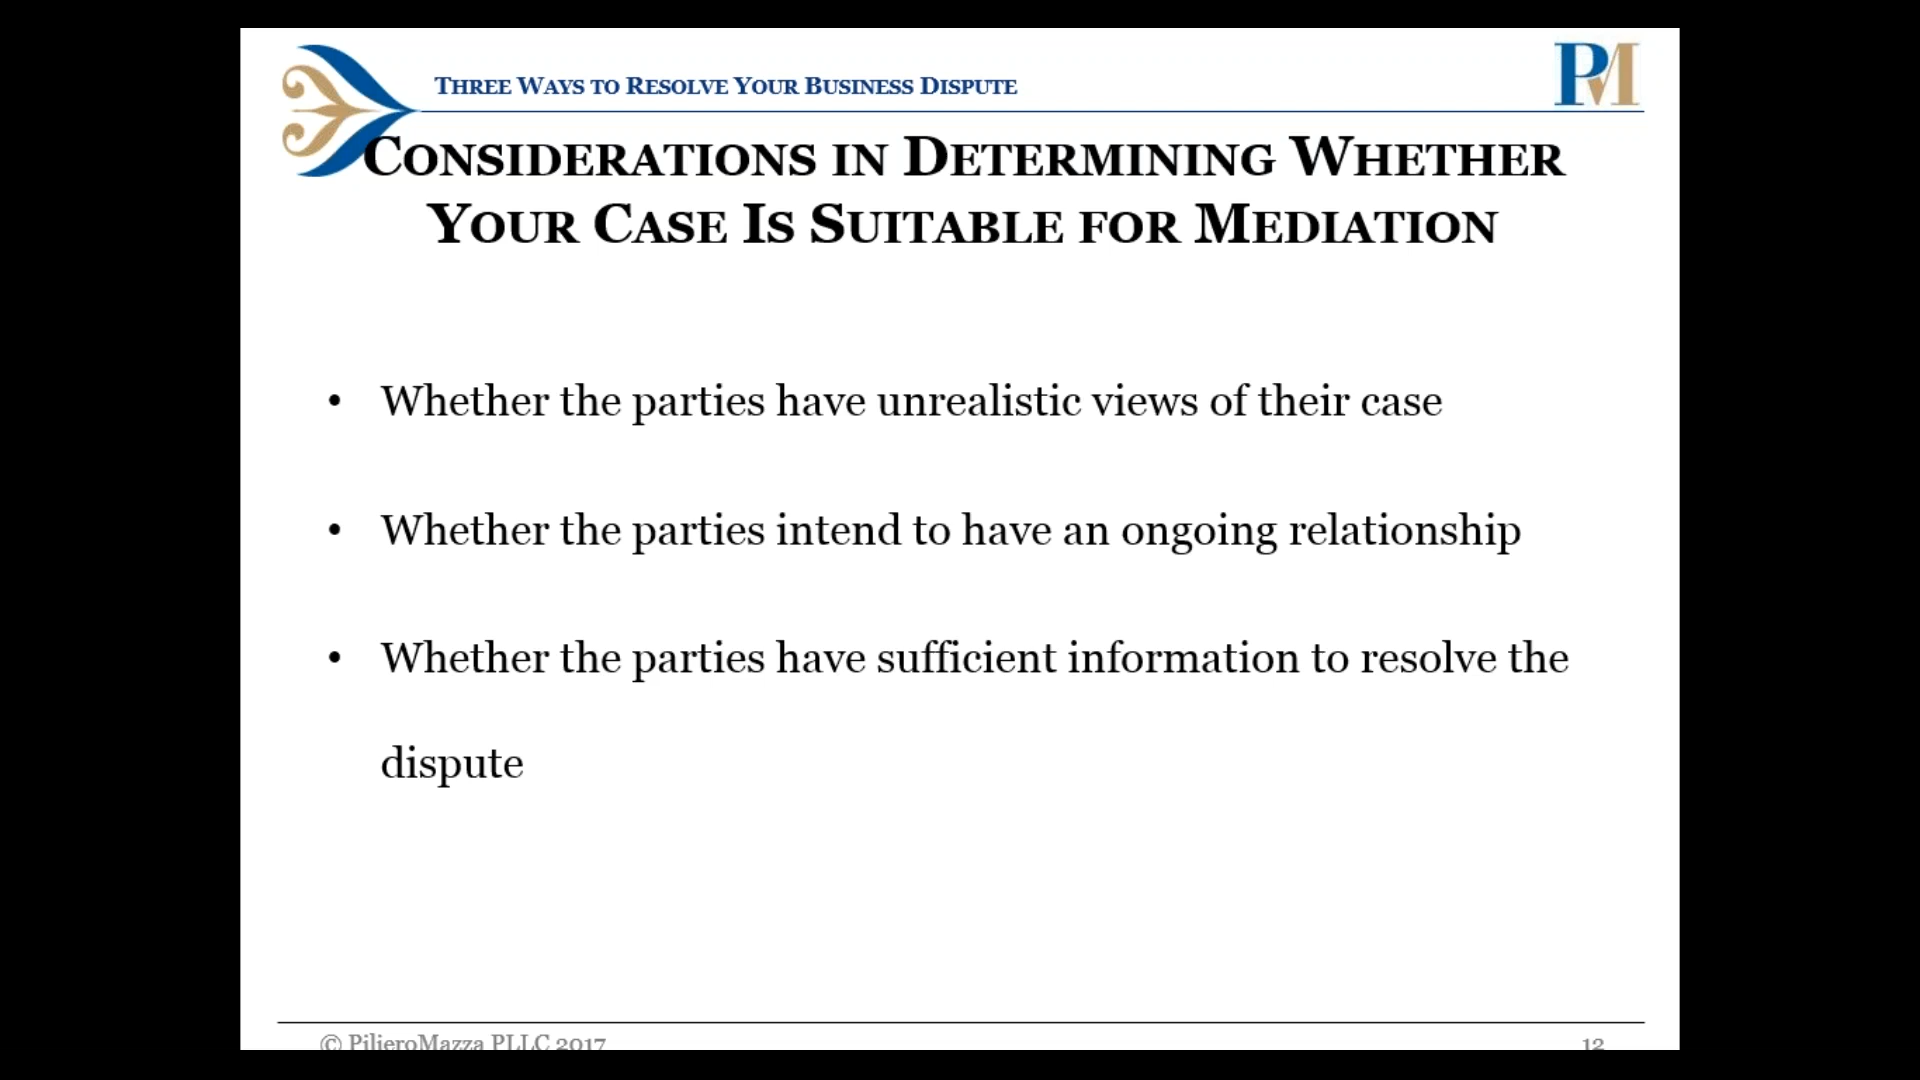 THREE WAYS TO RESOLVE YOUR BUSINESS DISPUTE
PM
CONSIDERATIONS IN DETERMINING WHETHER
YOUR CASE IS SUITABLE FOR MEDIATION
• Whether the parties have unrealistic views of their case
• Whether the parties intend to have an ongoing relationship
• Whether the parties have sufficient information to resolve the
dispute
© PilieroMazza PLLC 2017
12